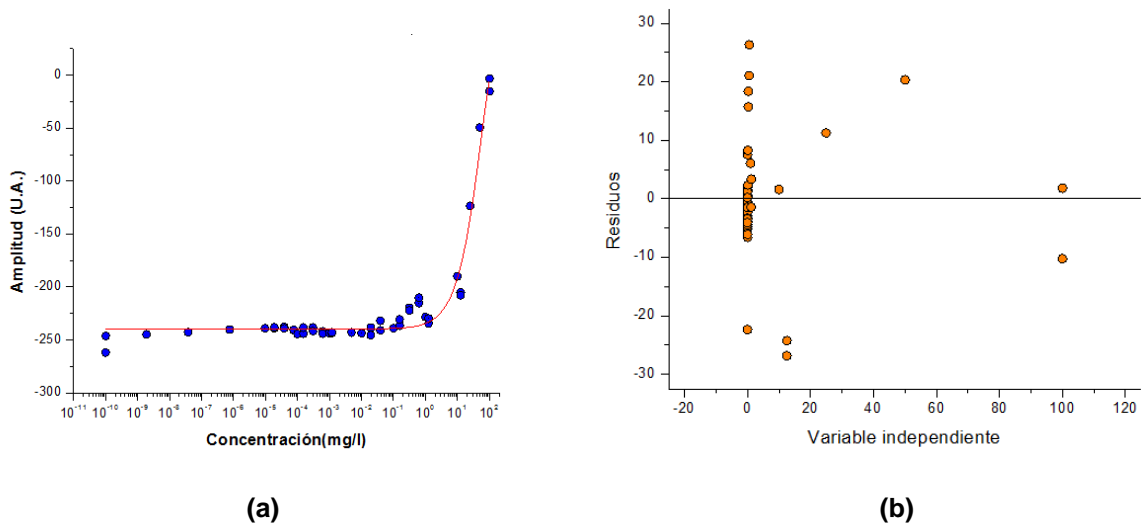 0
-50
-100
-150
-200
-250
-300
Amplitud (U.A.)
10⁻¹¹ 10⁻¹⁰ 10⁻⁹ 10⁻⁸ 10⁻⁷ 10⁻⁶ 10⁻⁵ 10⁻⁴ 10⁻³ 10⁻² 10⁻¹ 10⁰ 10¹ 10²
Concentración(mg/l)
(a)
30
20
10
0
-10
-20
-30
Residuos
-20 0 20 40 60 80 100 120
Variable independiente
(b)